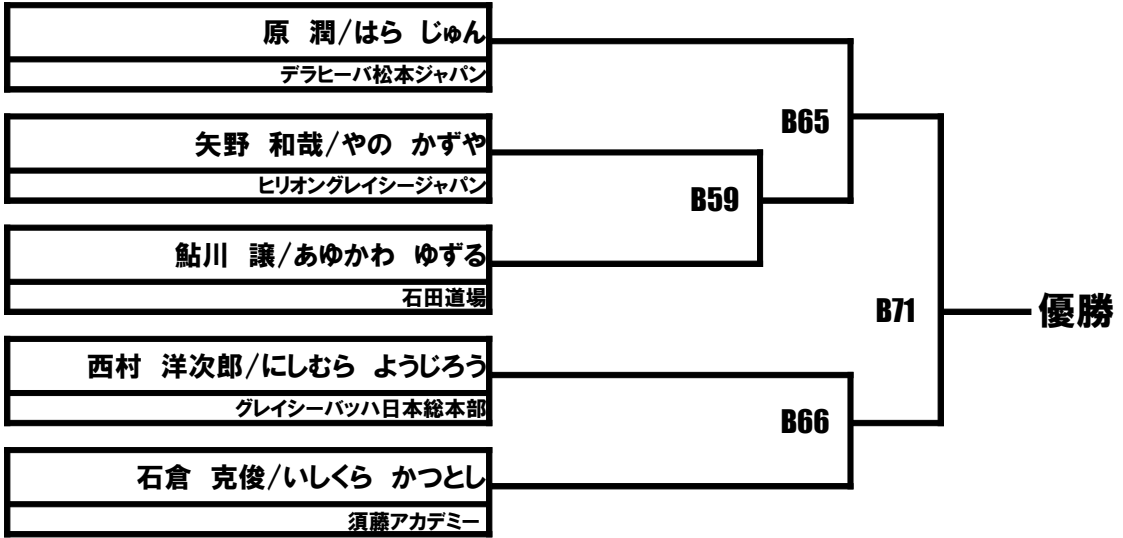 原　潤/はら　じゅん
デラヒーバ松本ジャパン
B65
矢野　和哉/やの　かずや
ヒリオングレイシージャパン
B59
鮎川　譲/あゆかわ　ゆずる
石田道場
B71
優勝
西村　洋次郎/にしむら　ようじろう
グレイシーバッハ日本総本部
B66
石倉　克俊/いしくら　かつとし
須藤アカデミー